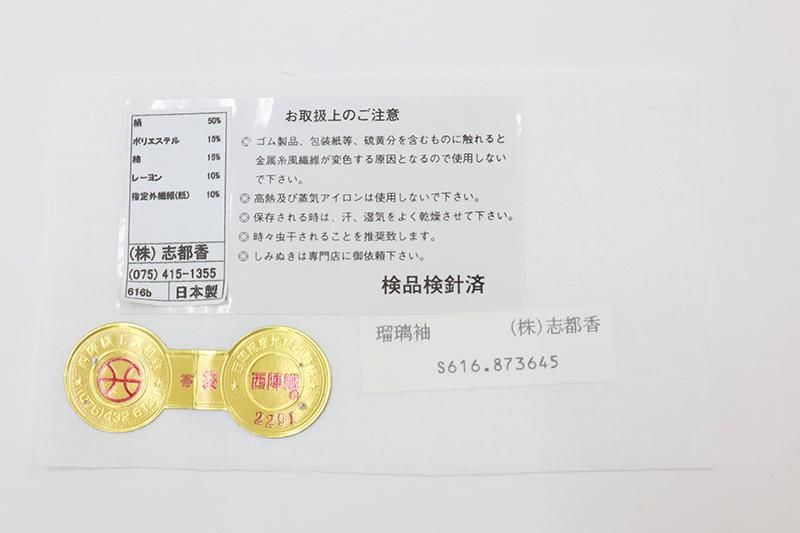 絹 50%
ポリエステル 15%
紬 15%
レーヨン 10%
指定外繊維(紙) 10%
(株) 志都香
(075) 415-1355
616b 日本製
お取扱上のご注意
◎ ゴム製品、包装紙等、硫黄分を含むものに触れると
金属糸風繊維が変色する原因となるので使用しない
で下さい。
◎ 高熱及び蒸気アイロンは使用しないで下さい。
◎ 保存される時は、汗、湿気をよく乾燥させて下さい。
◎ 時々虫干されることを推奨致します。
◎ しみぬきは専門店に御依頼下さい。
検品検針済
瑠璃袖 (株)志都香
S616.873645
西陣織
2291